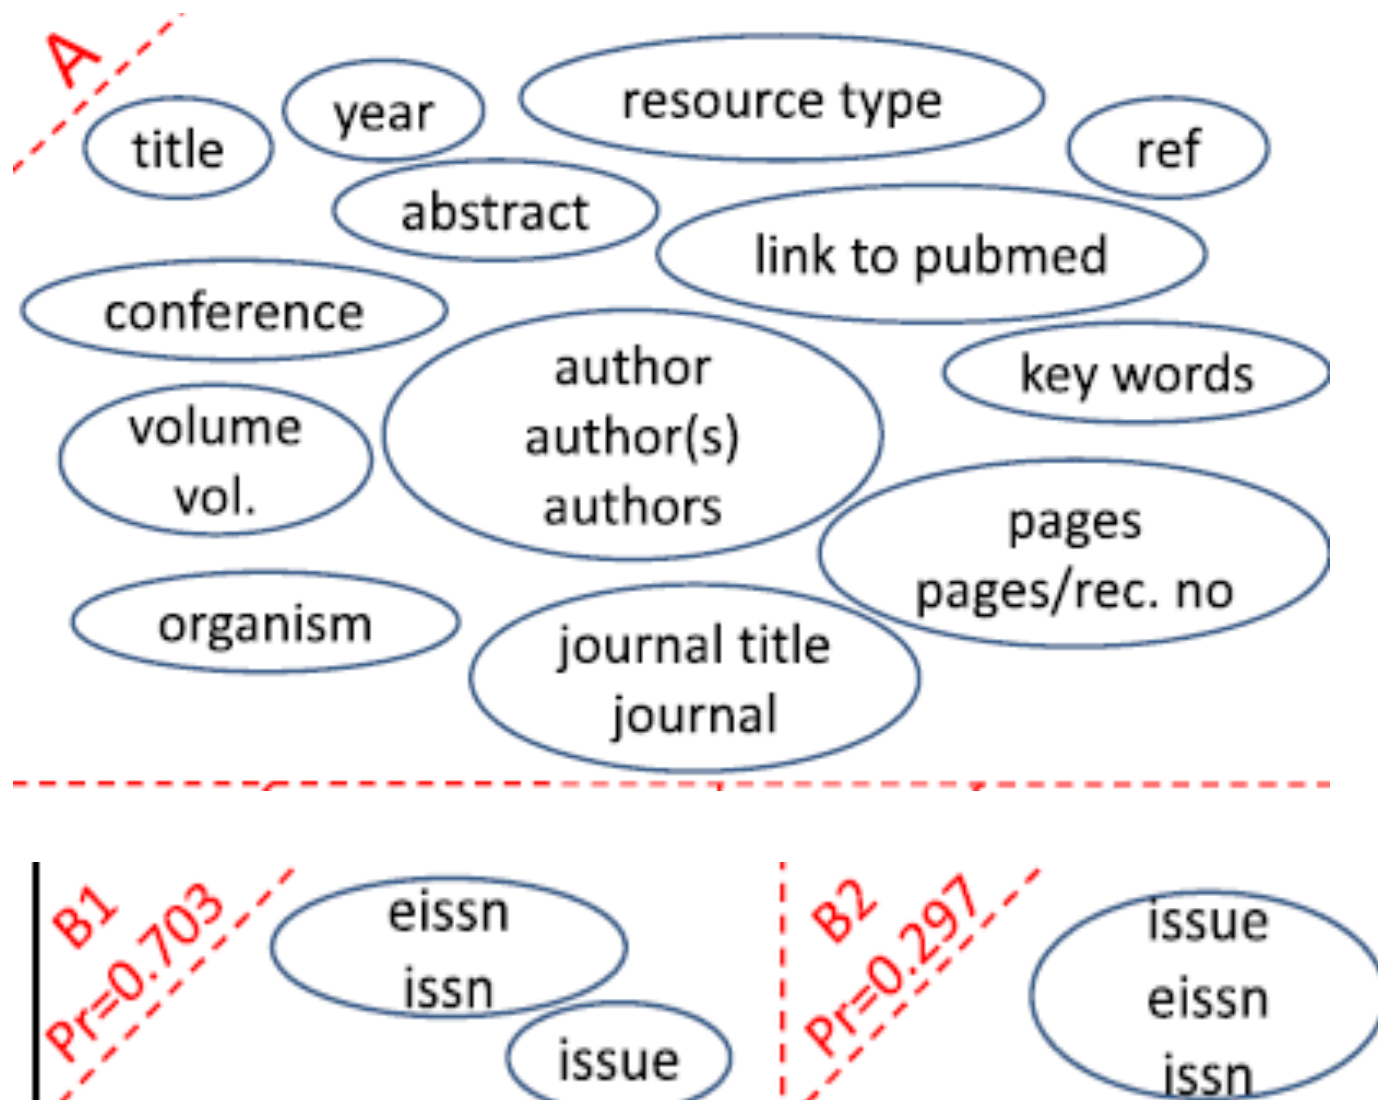 A
title
year
resource type
ref
abstract
link to pubmed
conference
author
author(s)
authors
key words
volume
vol.
pages
pages/rec. no
organism
journal title
journal
B1
Pr=0.703
eissn
issn
issue
B2
Pr=0.297
issue
eissn
issn